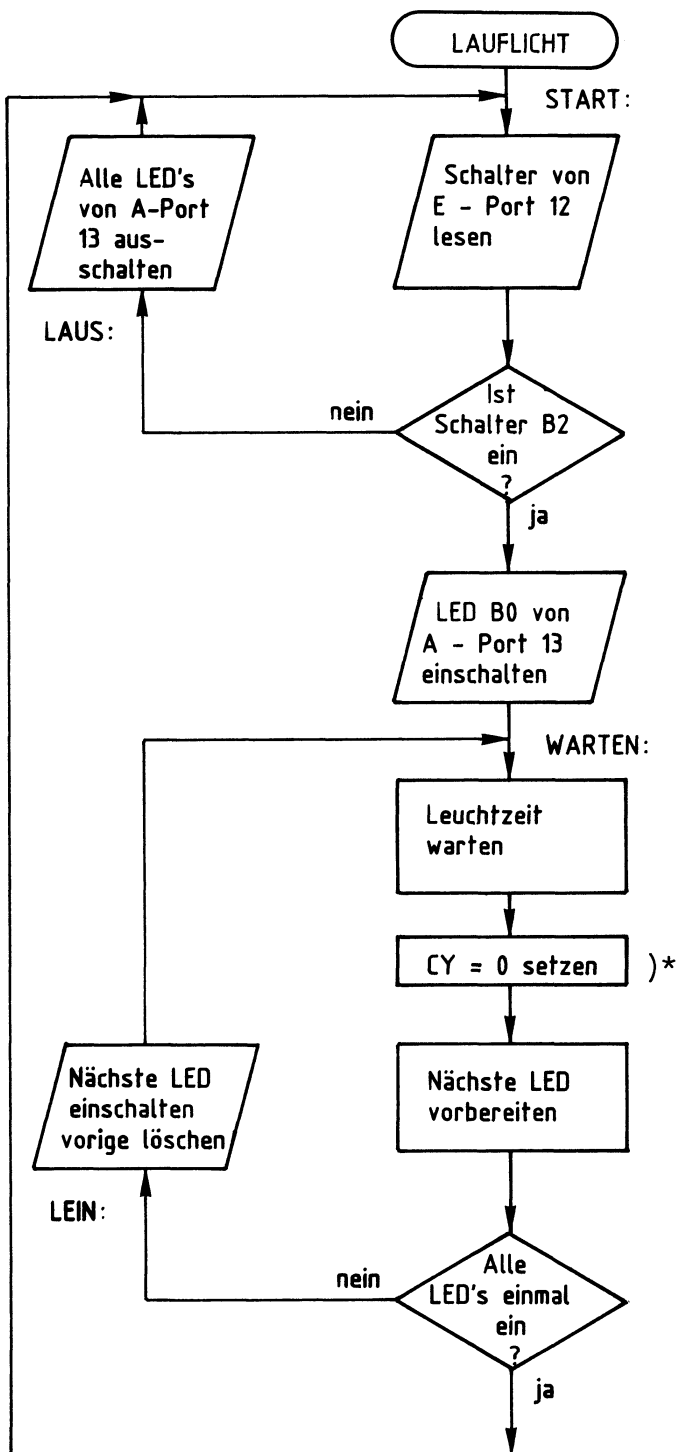 LAUFLICHT
START:
Alle LED's
von A-Port
13 aus-
schalten
Schalter von
E - Port 12
lesen
LAUS:
nein
Ist
Schalter B2
ein
?
ja
LED B0 von
A - Port 13
einschalten
WARTEN:
Leuchtzeit
warten
CY = 0 setzen )*
Nächste LED
einschalten
vorige löschen
Nächste LED
vorbereiten
LEIN:
nein
Alle
LED's einmal
ein
?
ja